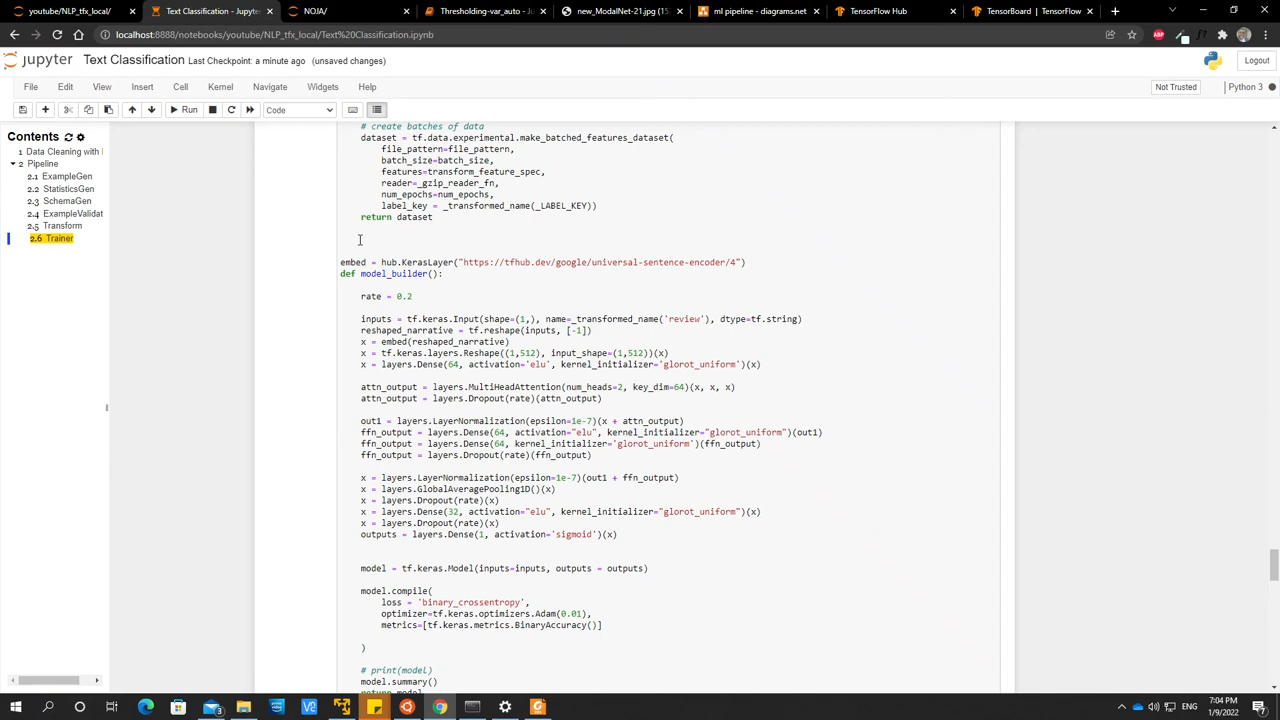 youtube/NLP_tfx_local/
Text Classification - Jupyter
NOJA/
Thresholding-var_auto - Ju
new_ModalNet-21.jpg (15
ml pipeline - diagrams.net
TensorFlow Hub
TensorBoard | TensorFlow
localhost:8888/notebooks/youtube/NLP_tfx_local/Text%20Classification.ipynb
jupyter Text Classification Last Checkpoint: a minute ago (unsaved changes)
Logout
File Edit View Insert Cell Kernel Navigate Widgets Help
Not Trusted
Python 3
Run
Code
Contents
1 Data Cleaning with
2 Pipeline
2.1 ExampleGen
2.2 StatisticsGen
2.3 SchemaGen
2.4 ExampleValidat
2.5 Transform
2.6 Trainer
# create batches of data
dataset = tf.data.experimental.make_batched_features_dataset(
file_pattern=file_pattern,
batch_size=batch_size,
features=transform_feature_spec,
reader=_gzip_reader_fn,
num_epochs=num_epochs,
label_key = _transformed_name(_LABEL_KEY))
return dataset
embed = hub.KerasLayer("https://tfhub.dev/google/universal-sentence-encoder/4")
def model_builder():
rate = 0.2
inputs = tf.keras.Input(shape=(1,), name=_transformed_name('review'), dtype=tf.string)
reshaped_narrative = tf.reshape(inputs, [-1])
x = embed(reshaped_narrative)
x = tf.keras.layers.Reshape((1,512), input_shape=(1,512))(x)
x = layers.Dense(64, activation='elu', kernel_initializer='glorot_uniform')(x)
attn_output = layers.MultiHeadAttention(num_heads=2, key_dim=64)(x, x, x)
attn_output = layers.Dropout(rate)(attn_output)
out1 = layers.LayerNormalization(epsilon=1e-7)(x + attn_output)
ffn_output = layers.Dense(64, activation="elu", kernel_initializer="glorot_uniform")(out1)
ffn_output = layers.Dense(64, kernel_initializer='glorot_uniform')(ffn_output)
ffn_output = layers.Dropout(rate)(ffn_output)
x = layers.LayerNormalization(epsilon=1e-7)(out1 + ffn_output)
x = layers.GlobalAveragePooling1D()(x)
x = layers.Dropout(rate)(x)
x = layers.Dense(32, activation="elu", kernel_initializer="glorot_uniform")(x)
x = layers.Dropout(rate)(x)
outputs = layers.Dense(1, activation='sigmoid')(x)
model = tf.keras.Model(inputs=inputs, outputs = outputs)
model.compile(
loss = 'binary_crossentropy',
optimizer=tf.keras.optimizers.Adam(0.01),
metrics=[tf.keras.metrics.BinaryAccuracy()]
)
# print(model)
model.summary()
return model
ENG
7:04 PM
1/9/2022